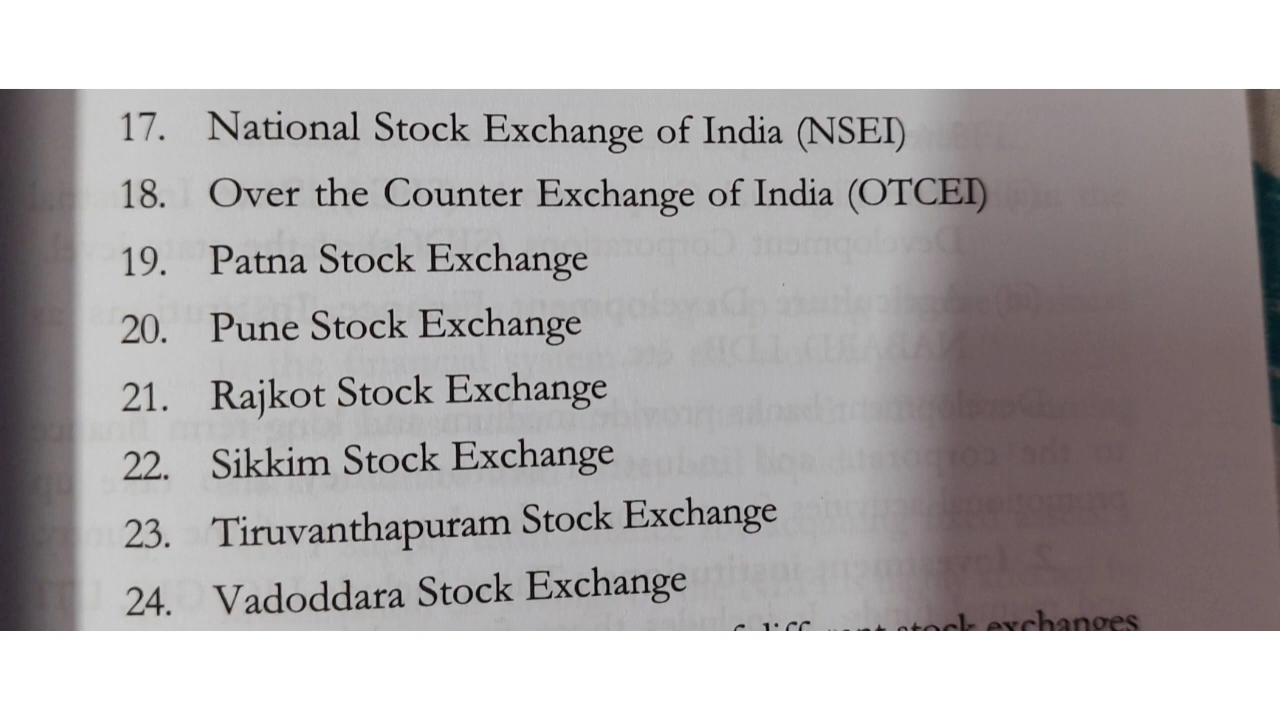 17. National Stock Exchange of India (NSEI)
18. Over the Counter Exchange of India (OTCEI)
19. Patna Stock Exchange
20. Pune Stock Exchange
21. Rajkot Stock Exchange
22. Sikkim Stock Exchange
23. Tiruvanthapuram Stock Exchange
24. Vadoddara Stock Exchange
stock exchanges